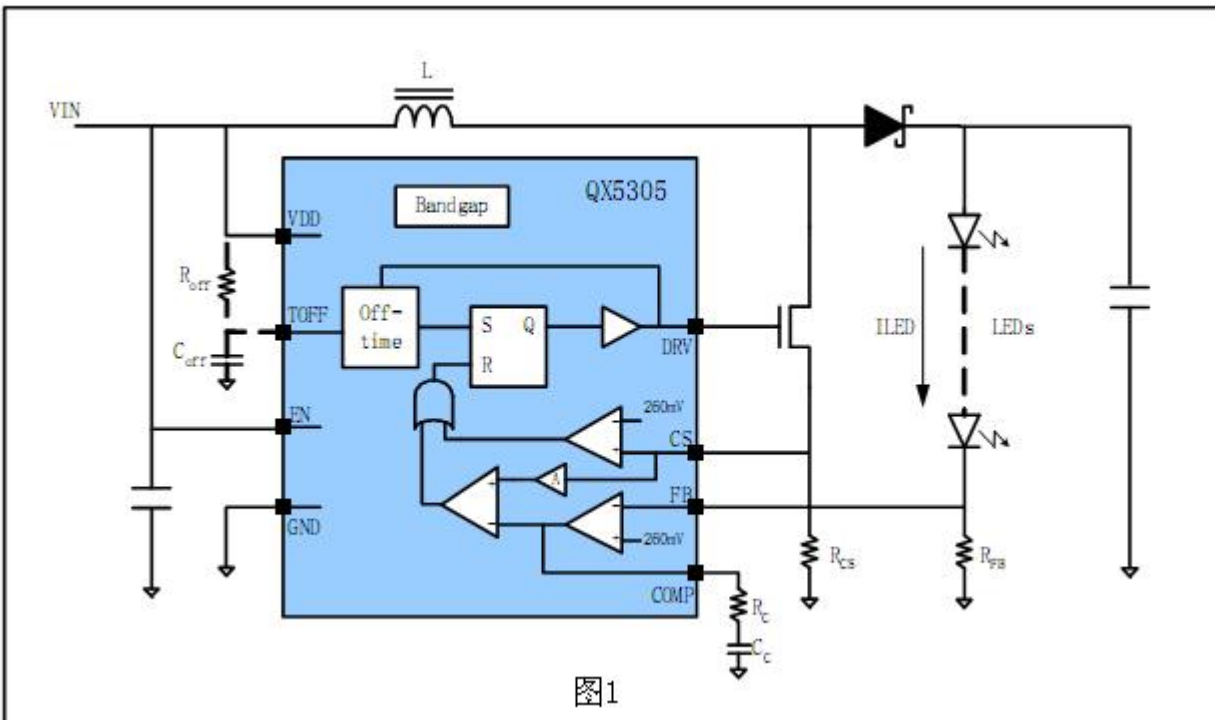 L
VIN
QX5305
Bandgap
VDD
Roff
TOFF
Off-
time
S
Q
R
DRV
Coff
ILED
LEDs
EN
260mV
CS
A
FB
260mV
GND
COMP
RCS
RFB
RC
CC
图1